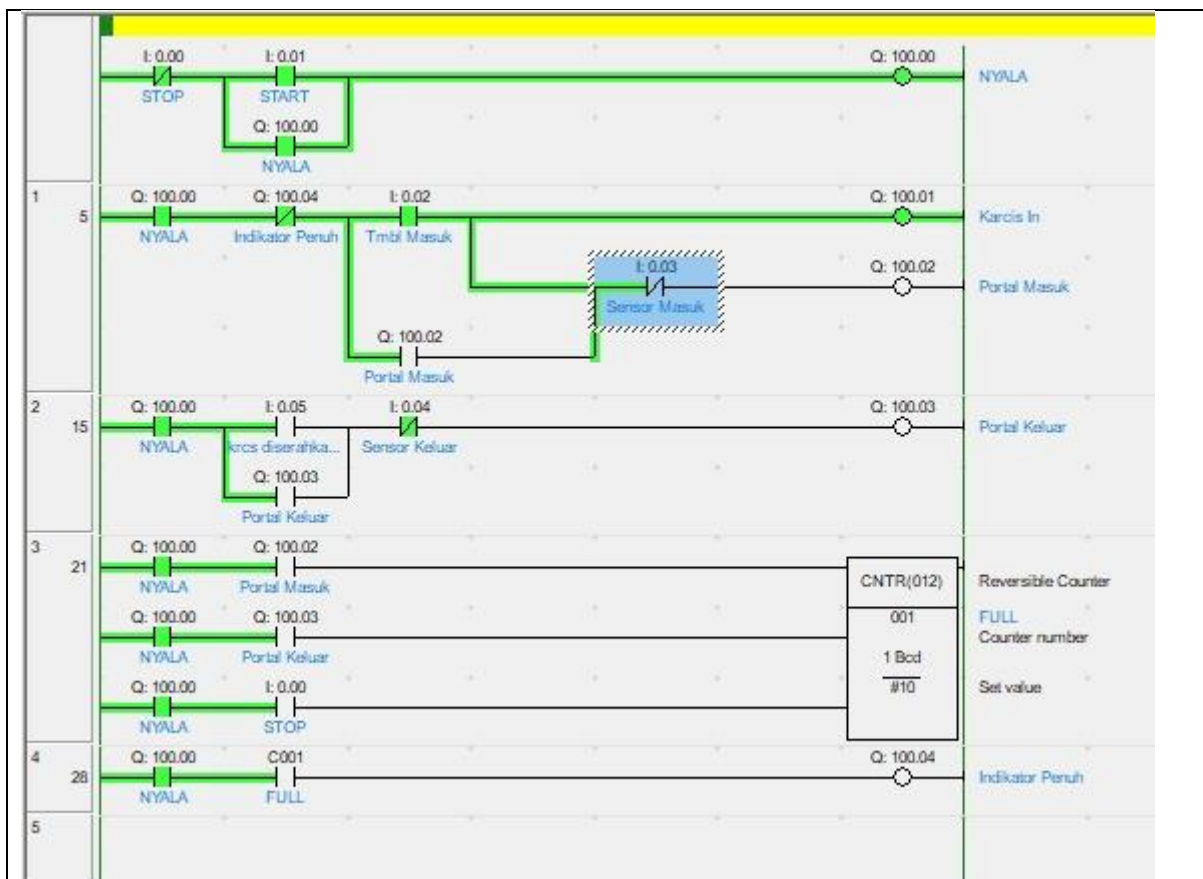 I: 0.00 I: 0.01 Q: 100.00
NYALA
STOP START
Q: 100.00
NYALA
1 Q: 100.00 Q: 100.04 I: 0.02 Q: 100.01
5 Karcis In
NYALA Indikator Penuh Tmbl Masuk
I: 0.03 Q: 100.02
Portal Masuk
Sensor Masuk
Q: 100.02
Portal Masuk
2 Q: 100.00 I: 0.05 I: 0.04 Q: 100.03
15 Portal Keluar
NYALA krcs diserahka... Sensor Keluar
Q: 100.03
Portal Keluar
3 Q: 100.00 Q: 100.02
21 CNTR(012) Reversible Counter
NYALA Portal Masuk
Q: 100.00 Q: 100.03 001 FULL
Counter number
NYALA Portal Keluar 1 Bcd
Q: 100.00 I: 0.00 #10 Set value
NYALA STOP
4 Q: 100.00 C001 Q: 100.04
28 Indikator Penuh
NYALA FULL
5